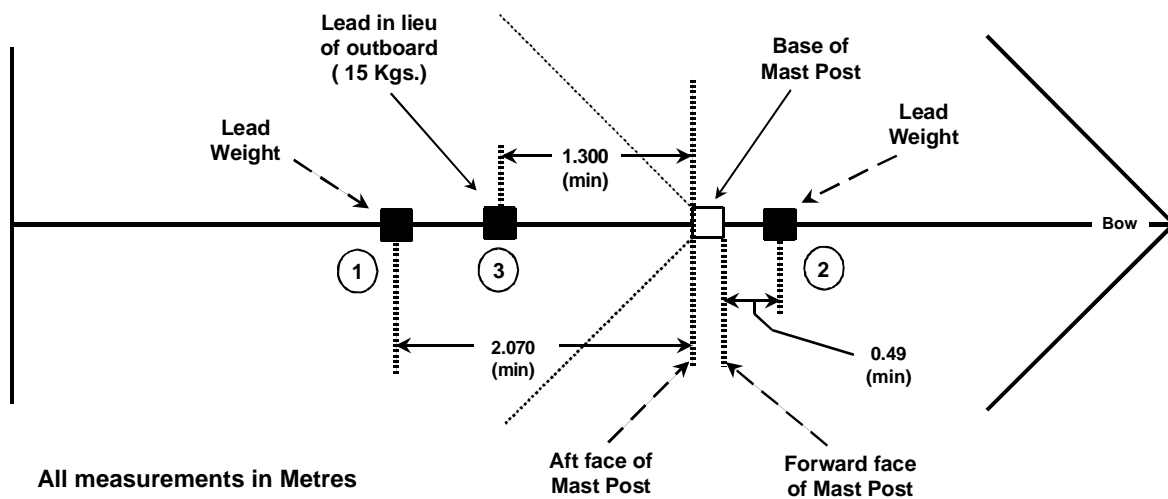 Lead in lieu
of outboard
( 15 Kgs.)
Base of
Mast Post
Lead
Weight
Lead
Weight
1.300
(min)
Bow
1
3
2
2.070
(min)
0.49
(min)
Aft face of
Mast Post
Forward face
of Mast Post
All measurements in Metres